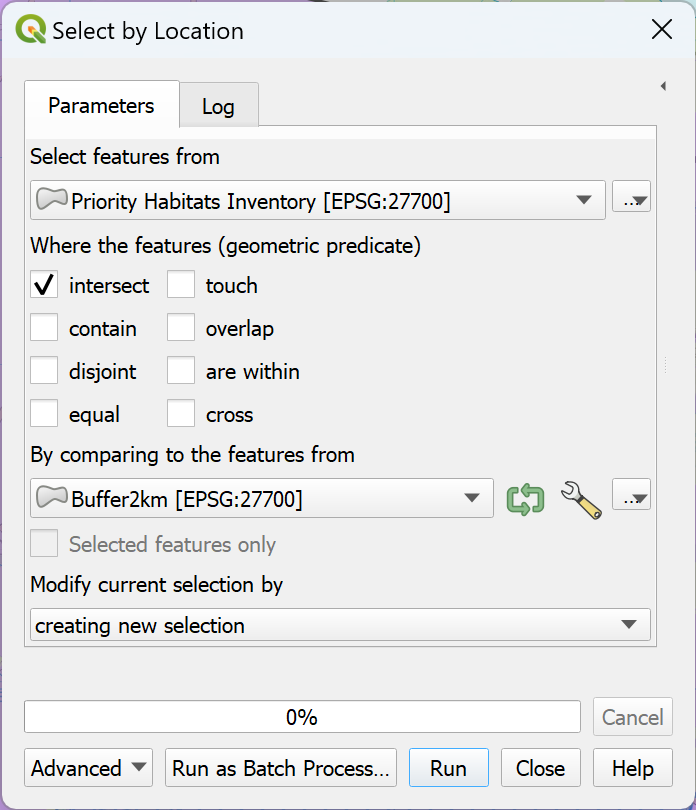 Select by Location
Parameters Log
Select features from
Priority Habitats Inventory [EPSG:27700] ...
Where the features (geometric predicate)
intersect touch
contain overlap
disjoint are within
equal cross
By comparing to the features from
Buffer2km [EPSG:27700] ...
Selected features only
Modify current selection by
creating new selection
0% Cancel
Advanced Run as Batch Process... Run Close Help